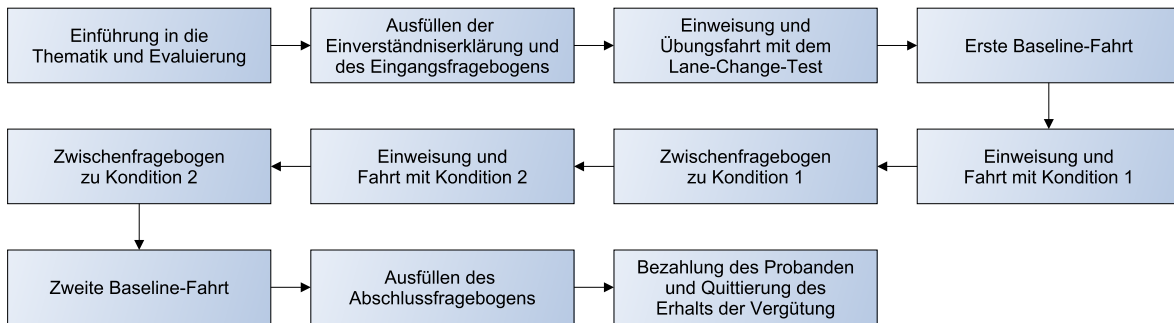 Einführung in die
Thematik und Evaluierung
Ausfüllen der
Einverständniserklärung und
des Eingangsfragebogens
Einweisung und
Übungsfahrt mit dem
Lane-Change-Test
Erste Baseline-Fahrt
Einweisung und
Fahrt mit Kondition 1
Zwischenfragebogen
zu Kondition 1
Einweisung und
Fahrt mit Kondition 2
Zwischenfragebogen
zu Kondition 2
Zweite Baseline-Fahrt
Ausfüllen des
Abschlussfragebogens
Bezahlung des Probanden
und Quittierung des
Erhalts der Vergütung